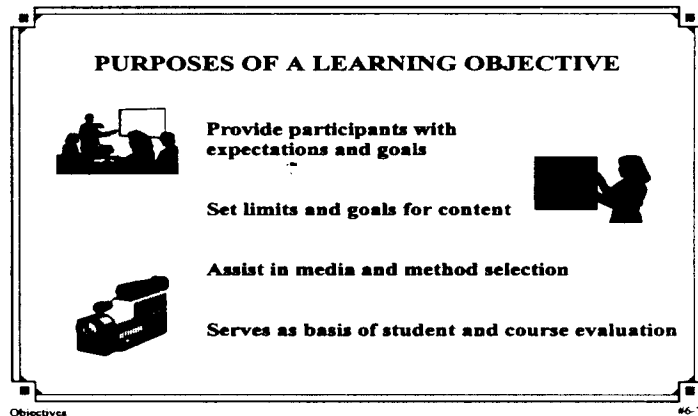 PURPOSES OF A LEARNING OBJECTIVE
Provide participants with
expectations and goals
Set limits and goals for content
Assist in media and method selection
Serves as basis of student and course evaluation
Objectives